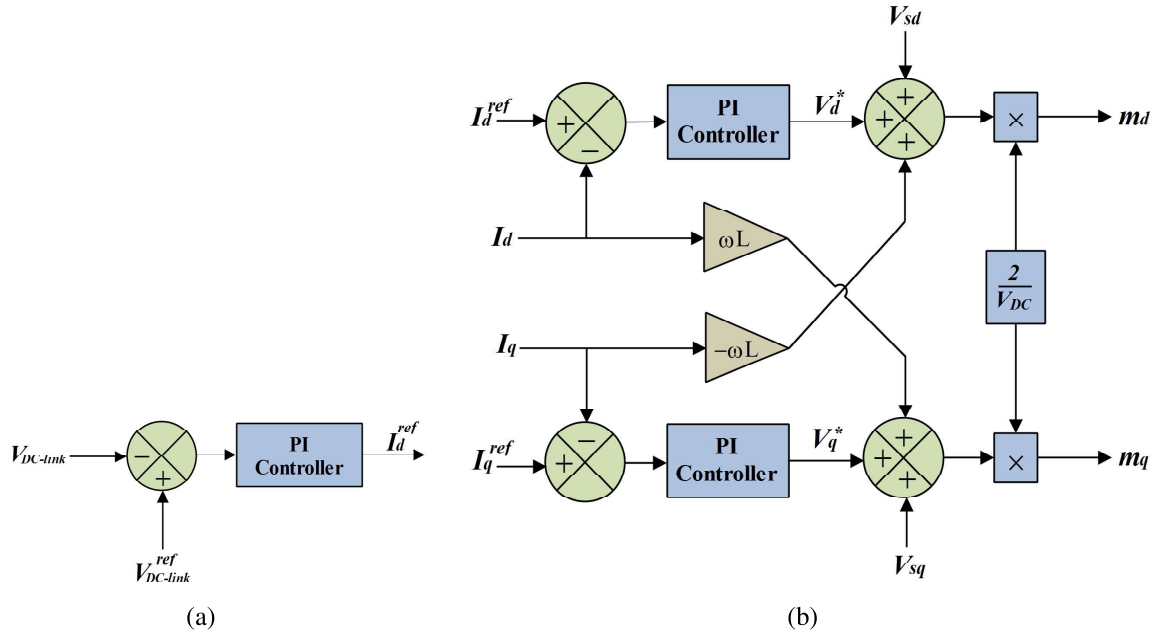 V_DC-link
−
+
PI
Controller
I_d^ref
V_DC-link^ref
(a)
V_sd
I_d^ref
+
−
PI
Controller
V_d^*
+
+
+
×
m_d
I_d
ωL
2
V_DC
I_q
−ωL
I_q^ref
−
+
PI
Controller
V_q^*
+
+
+
×
m_q
V_sq
(b)